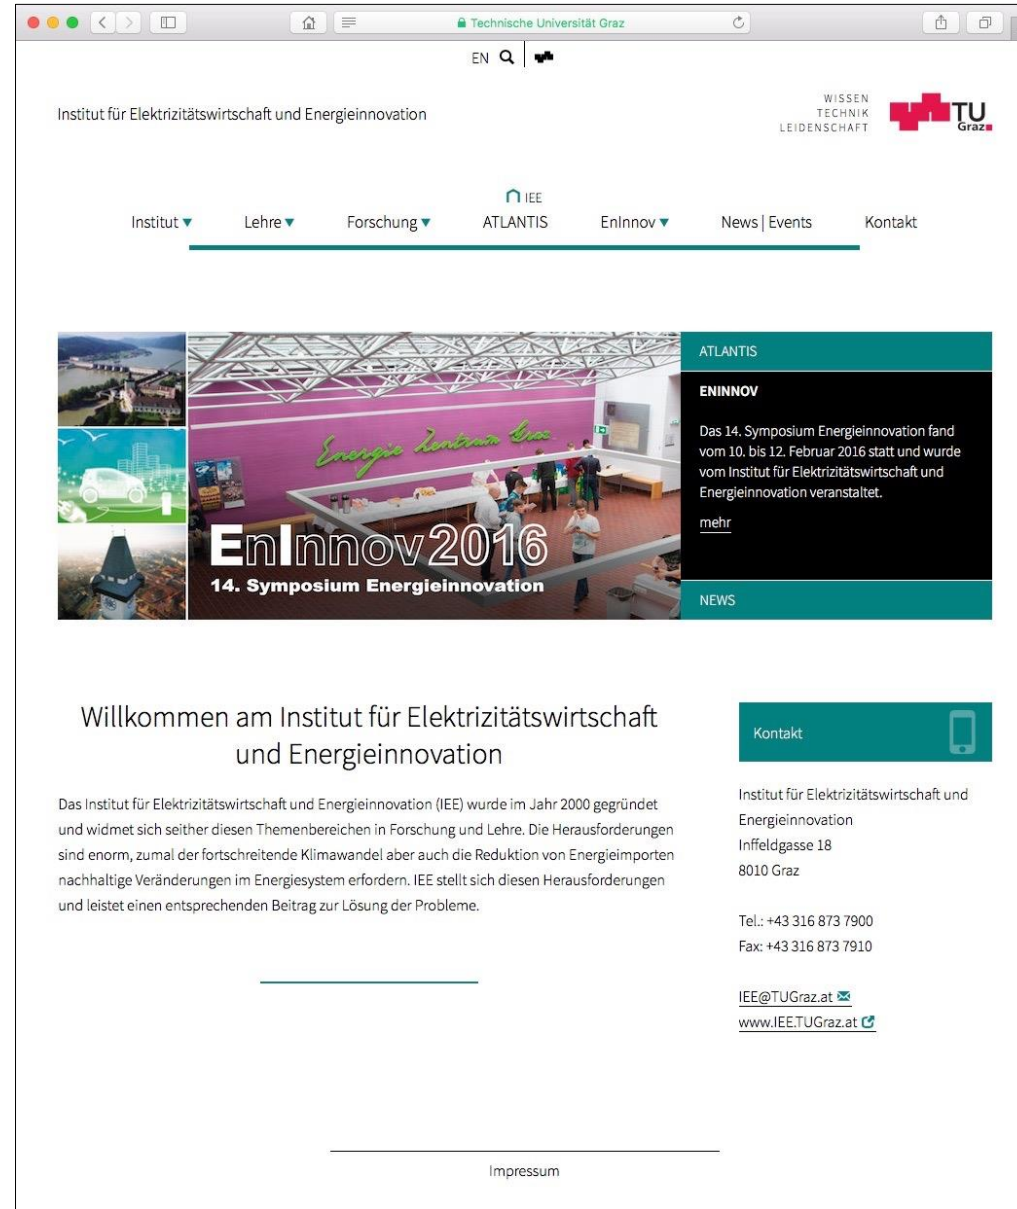 Technische Universität Graz
EN
Institut für Elektrizitätswirtschaft und Energieinnovation
WISSEN
TECHNIK
LEIDENSCHAFT
TU
Graz
IEE
Institut Lehre Forschung ATLANTIS EnInnov News | Events Kontakt
Energie Zentrum Graz
EnInnov2016
14. Symposium Energieinnovation
ATLANTIS
ENINNOV
Das 14. Symposium Energieinnovation fand
vom 10. bis 12. Februar 2016 statt und wurde
vom Institut für Elektrizitätswirtschaft und
Energieinnovation veranstaltet.
mehr
NEWS
Willkommen am Institut für Elektrizitätswirtschaft
und Energieinnovation
Das Institut für Elektrizitätswirtschaft und Energieinnovation (IEE) wurde im Jahr 2000 gegründet
und widmet sich seither diesen Themenbereichen in Forschung und Lehre. Die Herausforderungen
sind enorm, zumal der fortschreitende Klimawandel aber auch die Reduktion von Energieimporten
nachhaltige Veränderungen im Energiesystem erfordern. IEE stellt sich diesen Herausforderungen
und leistet einen entsprechenden Beitrag zur Lösung der Probleme.
Kontakt
Institut für Elektrizitätswirtschaft und
Energieinnovation
Inffeldgasse 18
8010 Graz
Tel.: +43 316 873 7900
Fax: +43 316 873 7910
IEE@TUGraz.at
www.IEE.TUGraz.at
Impressum